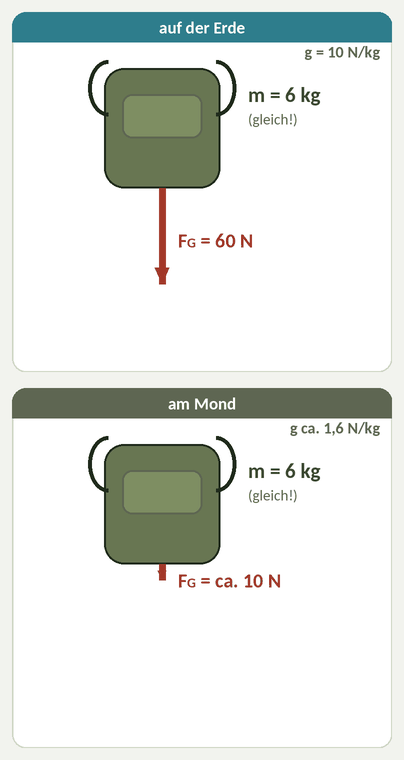 auf der Erde
g = 10 N/kg
m = 6 kg
(gleich!)
FG = 60 N
am Mond
g ca. 1,6 N/kg
m = 6 kg
(gleich!)
FG = ca. 10 N